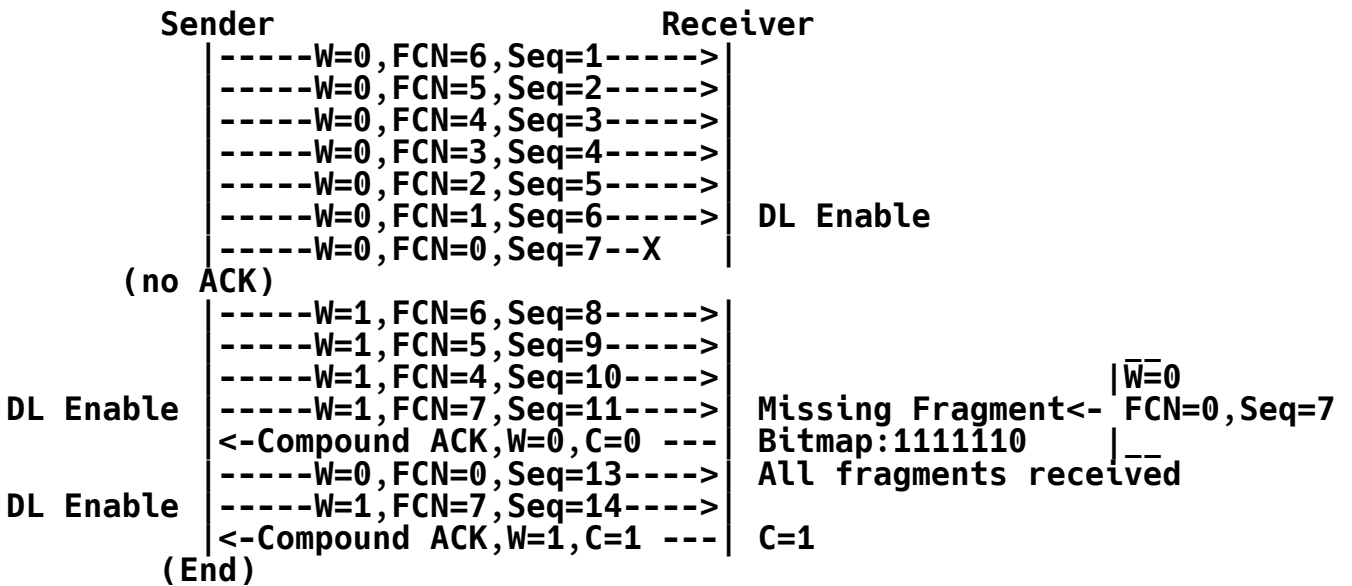 Sender                    Receiver
            |-----W=0,FCN=6,Seq=1----->|
            |-----W=0,FCN=5,Seq=2----->|
            |-----W=0,FCN=4,Seq=3----->|
            |-----W=0,FCN=3,Seq=4----->|
            |-----W=0,FCN=2,Seq=5----->|
            |-----W=0,FCN=1,Seq=6----->| DL Enable
            |-----W=0,FCN=0,Seq=7--X   |
       (no ACK)
            |-----W=1,FCN=6,Seq=8----->|
            |-----W=1,FCN=5,Seq=9----->|                    __
            |-----W=1,FCN=4,Seq=10---->|                   |W=0
DL Enable   |-----W=1,FCN=7,Seq=11---->| Missing Fragment<- FCN=0,Seq=7
            |<-Compound ACK,W=0,C=0 ---| Bitmap:1111110    |__
            |-----W=0,FCN=0,Seq=13---->| All fragments received
DL Enable   |-----W=1,FCN=7,Seq=14---->|
            |<-Compound ACK,W=1,C=1 ---| C=1
         (End)